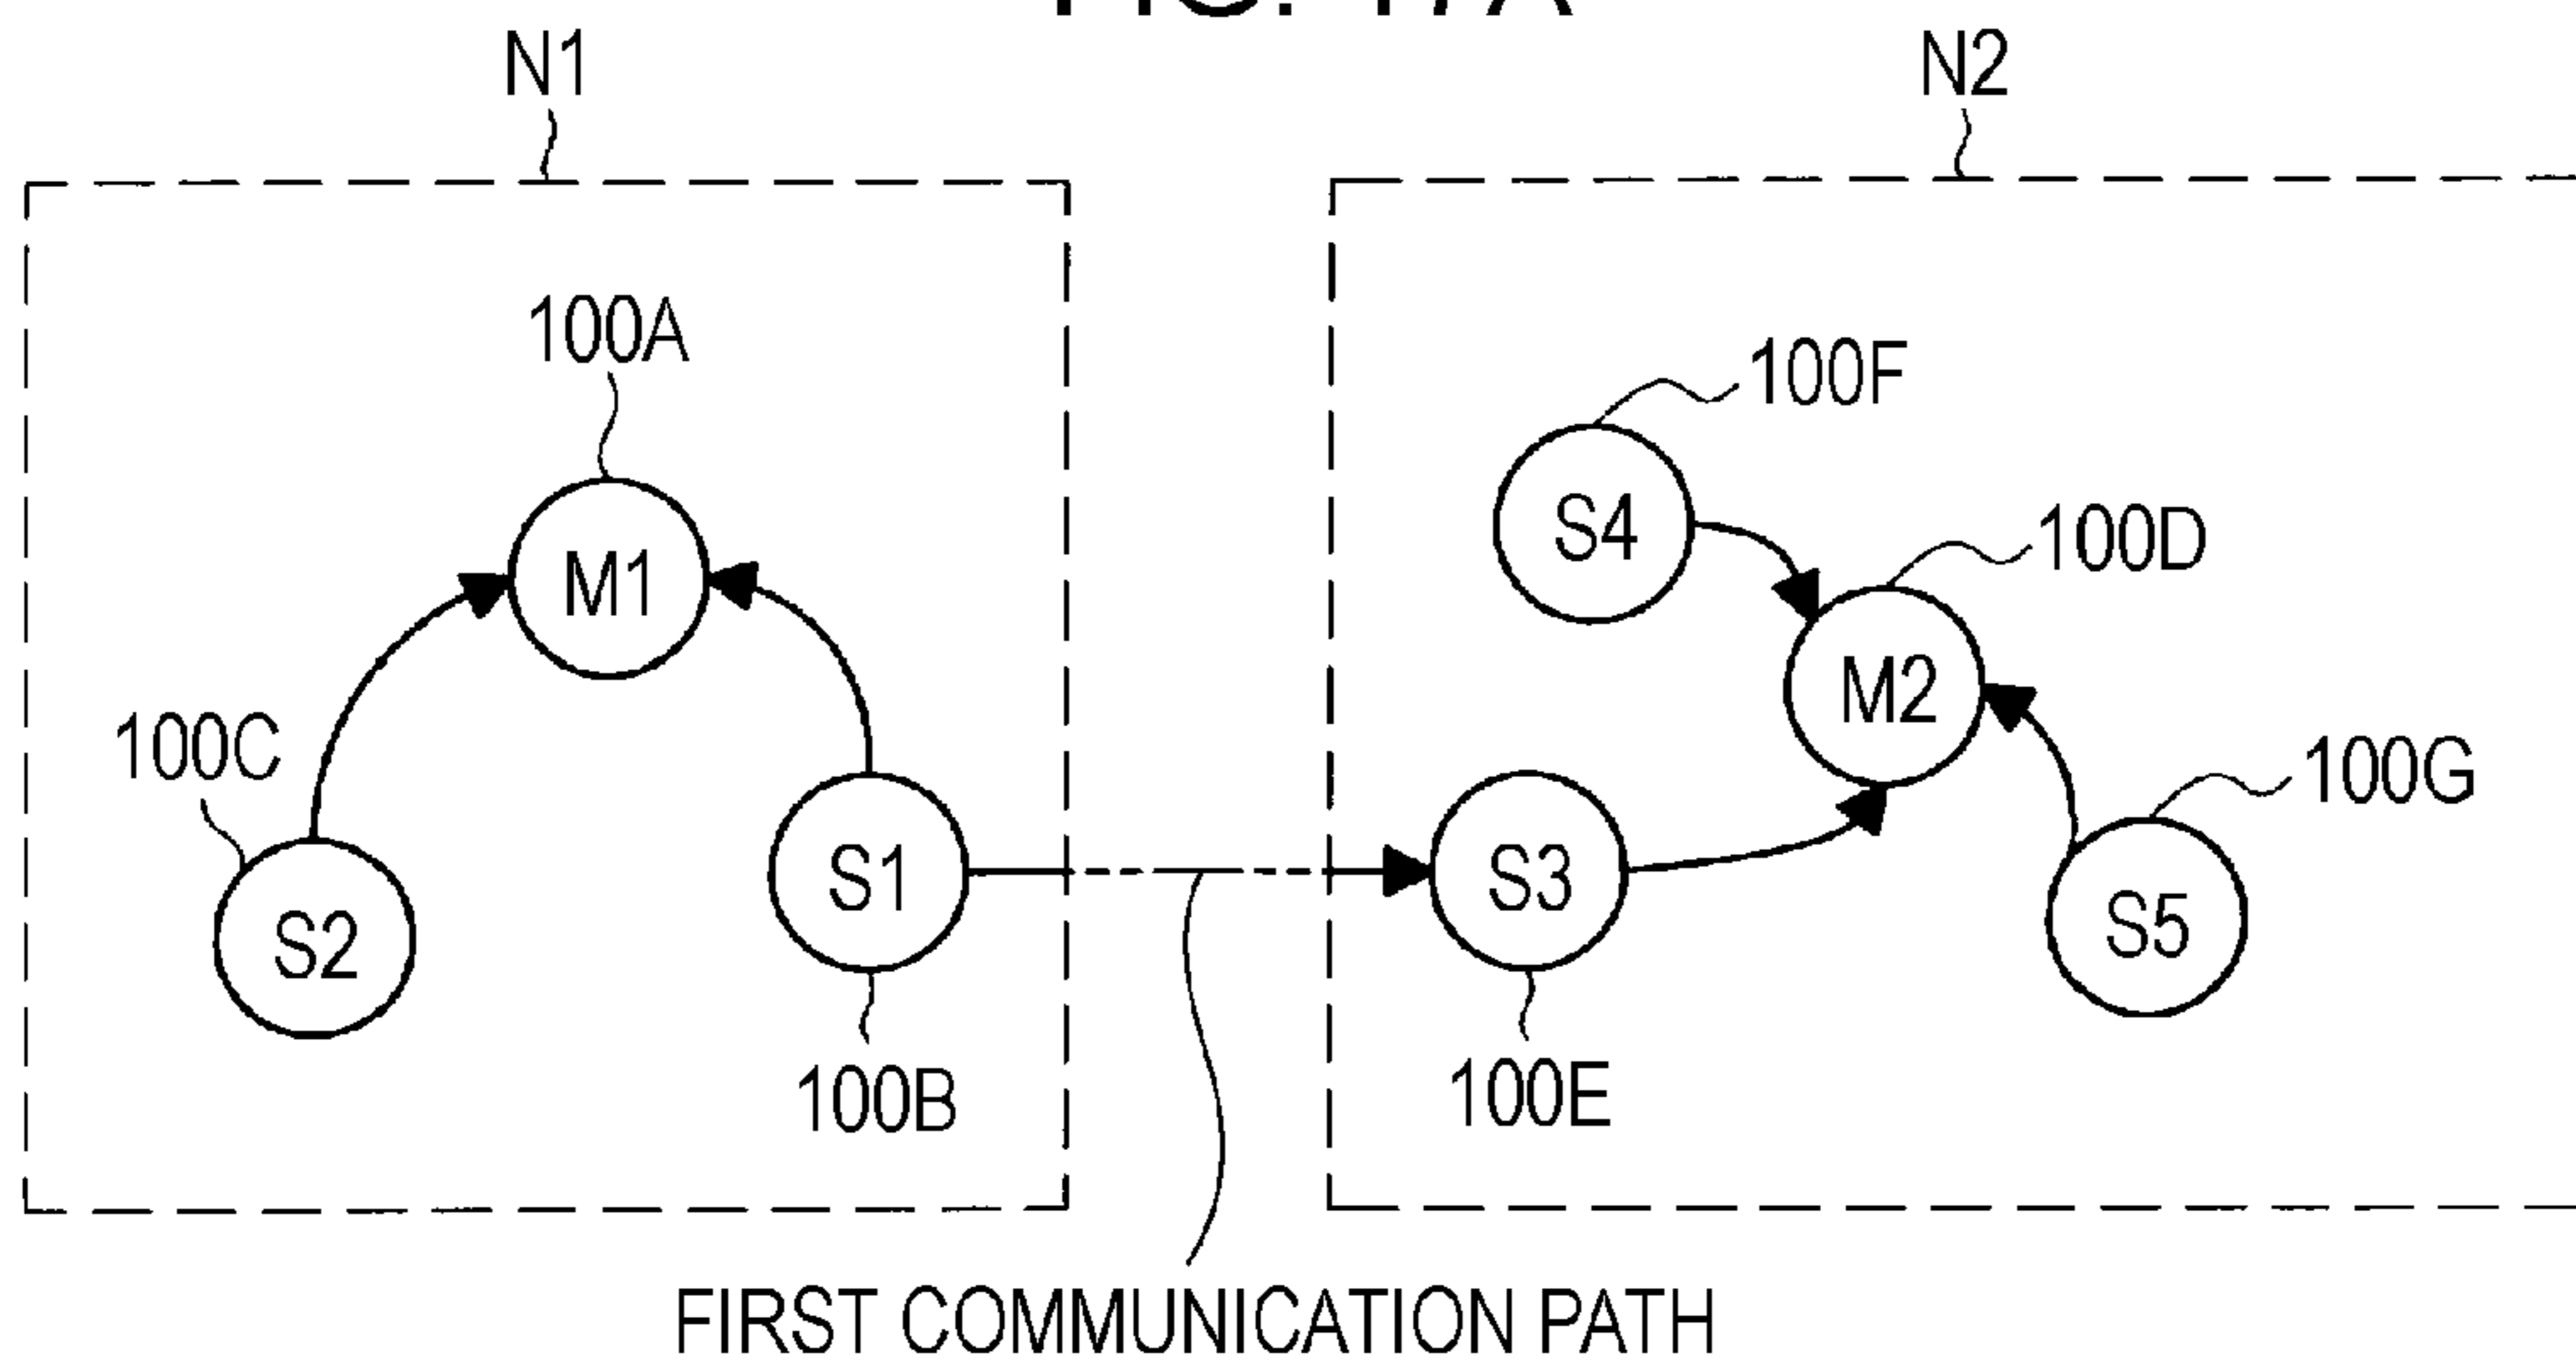 N1
N2
100A
100F
S4
100D
M1
M2
100C
100G
S1
S3
S2
S5
100B
100E
FIRST COMMUNICATION PATH